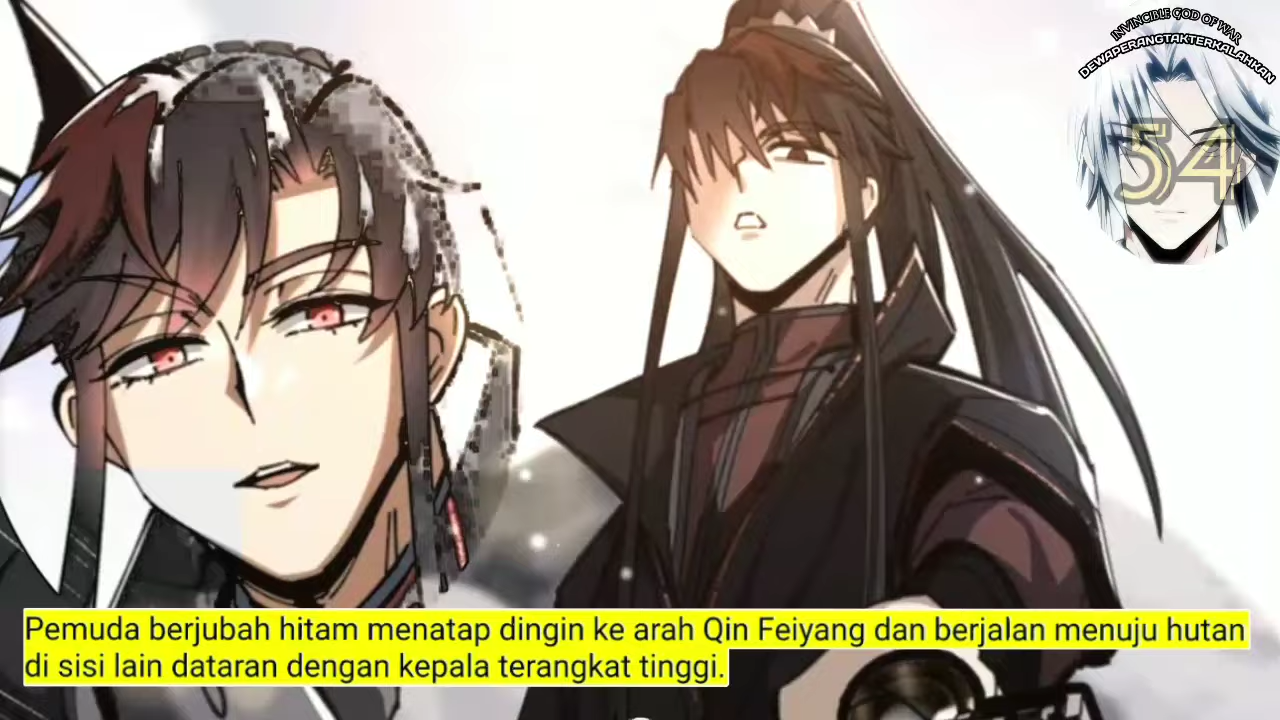 INVINCIBLE GOD OF WAR
DEWAPERANGTAKTERKALAHKAN
54
Pemuda berjubah hitam menatap dingin ke arah Qin Feiyang dan berjalan menuju hutan
di sisi lain dataran dengan kepala terangkat tinggi.